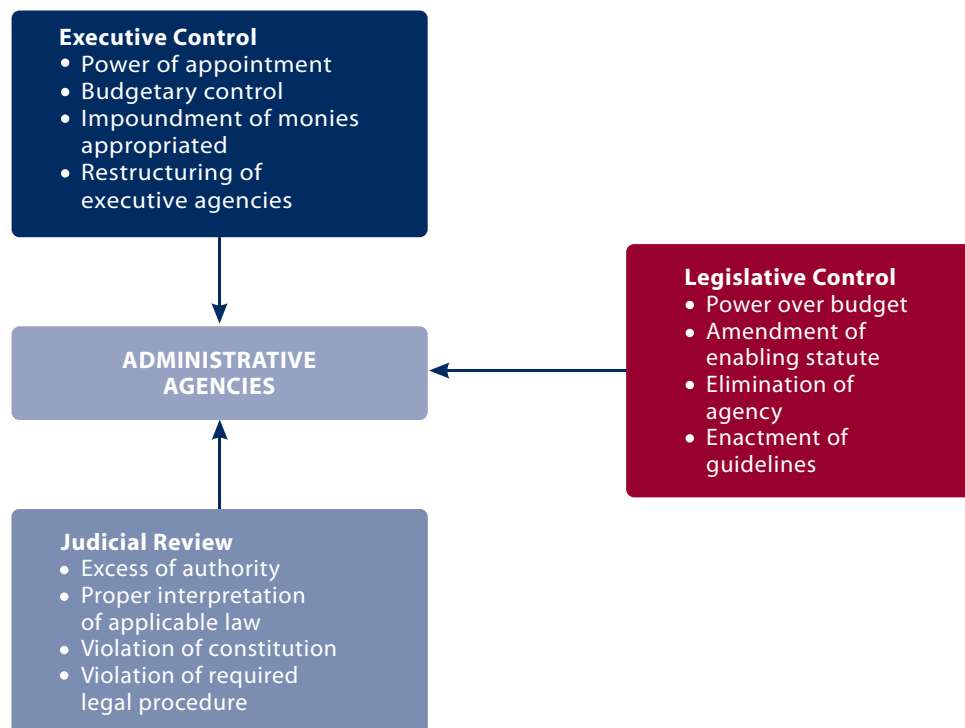 Executive Control
• Power of appointment
• Budgetary control
• Impoundment of monies
appropriated
• Restructuring of
executive agencies
Legislative Control
• Power over budget
• Amendment of
enabling statute
• Elimination of
agency
• Enactment of
guidelines
ADMINISTRATIVE
AGENCIES
Judicial Review
• Excess of authority
• Proper interpretation
of applicable law
• Violation of constitution
• Violation of required
legal procedure